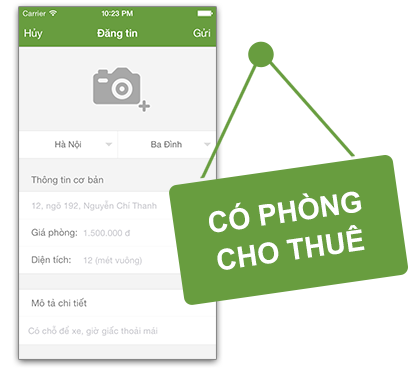 Carrier 10:23 PM
Hủy Đăng tin Gửi
Hà Nội Ba Đình
Thông tin cơ bản
12, ngõ 192, Nguyễn Chí Thanh
Giá phòng: 1.500.000 đ
Diện tích: 12 (mét vuông)
Mô tả chi tiết
Có chỗ để xe, giờ giấc thoải mái
CÓ PHÒNG
CHO THUÊ